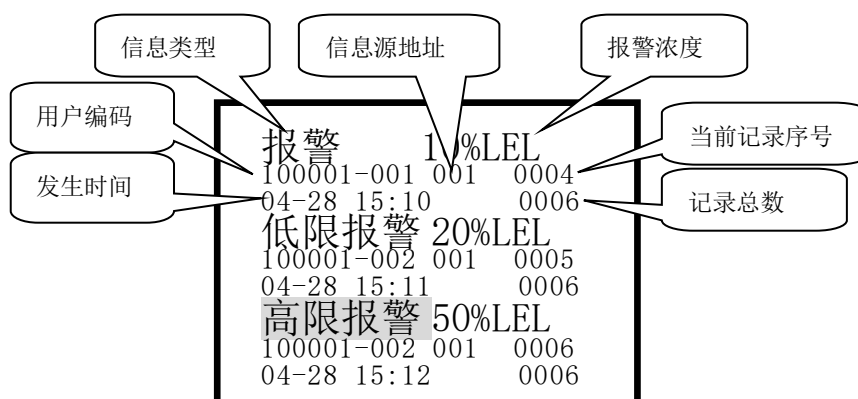 信息类型
信息源地址
报警浓度
用户编码
发生时间
当前记录序号
记录总数
报警 10%LEL
100001-001 001 0004
04-28 15:10 0006
低限报警 20%LEL
100001-002 001 0005
04-28 15:11 0006
高限报警 50%LEL
100001-002 001 0006
04-28 15:12 0006